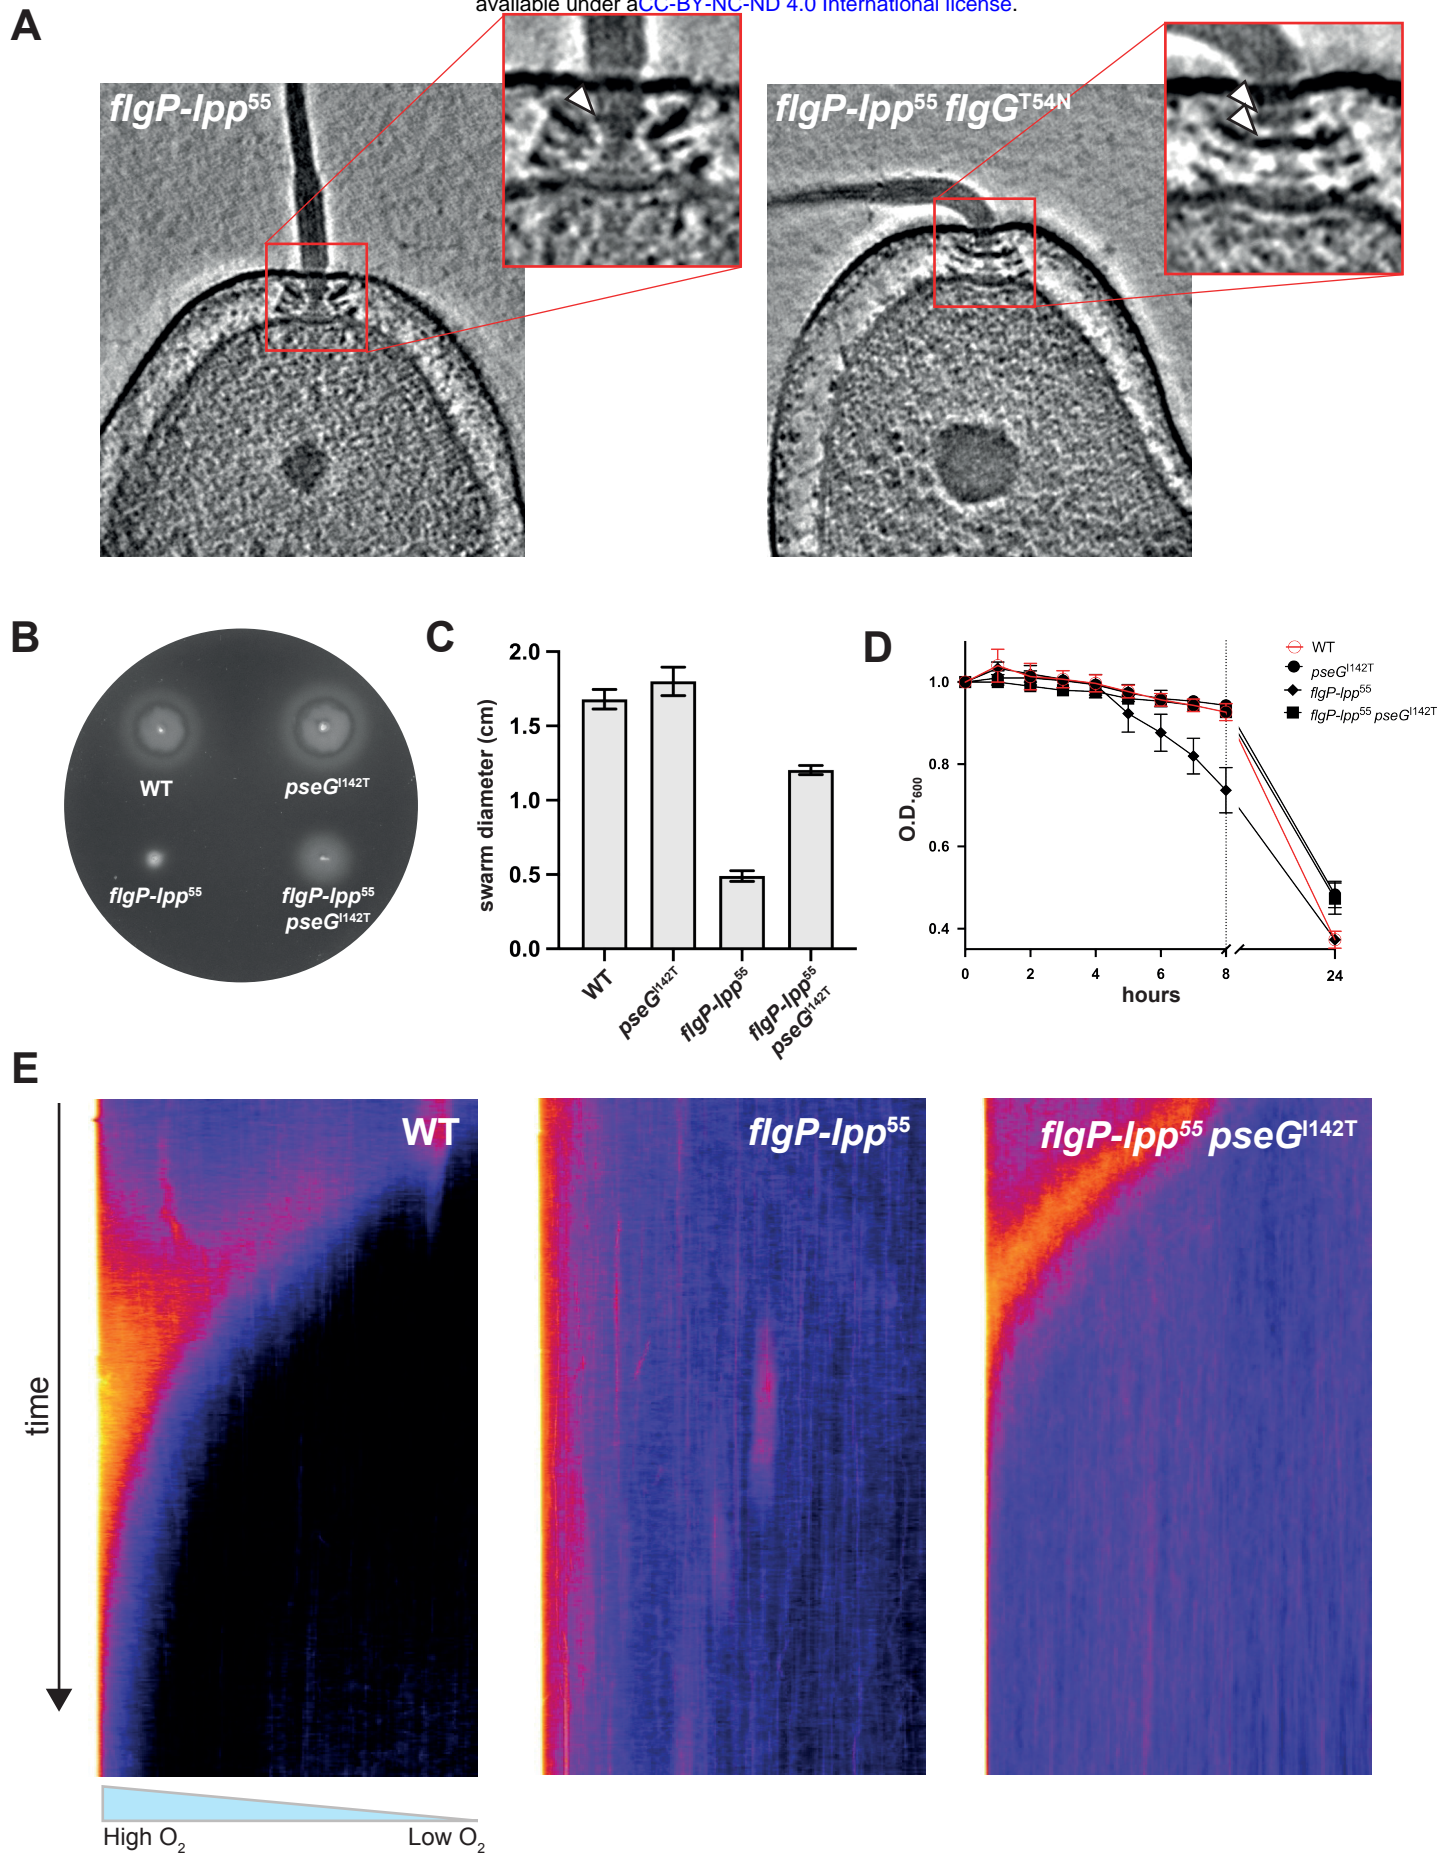 available under aCC-BY-NC-ND 4.0 International license.
A
flgP-lpp⁵⁵
flgP-lpp⁵⁵ flgGᵀ⁵⁴ᴺ
B
WT
pseGᴵ¹⁴²ᵀ
flgP-lpp⁵⁵
flgP-lpp⁵⁵
pseGᴵ¹⁴²ᵀ
C
swarm diameter (cm)
2.0
1.5
1.0
0.5
0.0
WT
pseGᴵ¹⁴²ᵀ
flgP-lpp⁵⁵
flgP-lpp⁵⁵
pseGᴵ¹⁴²ᵀ
D
O.D.₆₀₀
1.0
0.8
0.6
0.4
0
2
4
6
8
24
hours
WT
pseGᴵ¹⁴²ᵀ
flgP-lpp⁵⁵
flgP-lpp⁵⁵ pseGᴵ¹⁴²ᵀ
E
time
WT
flgP-lpp⁵⁵
flgP-lpp⁵⁵ pseGᴵ¹⁴²ᵀ
High O₂
Low O₂